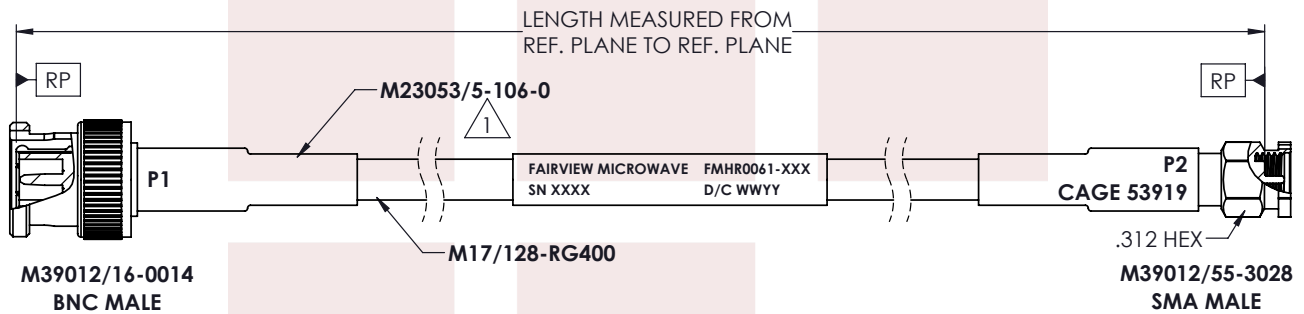 LENGTH MEASURED FROM
REF. PLANE TO REF. PLANE
RP
RP
M23053/5-106-0
1
P1
FAIRVIEW MICROWAVE FMHR0061-XXX
SN XXXX D/C WWYY
P2
CAGE 53919
M17/128-RG400
.312 HEX
M39012/16-0014
BNC MALE
M39012/55-3028
SMA MALE